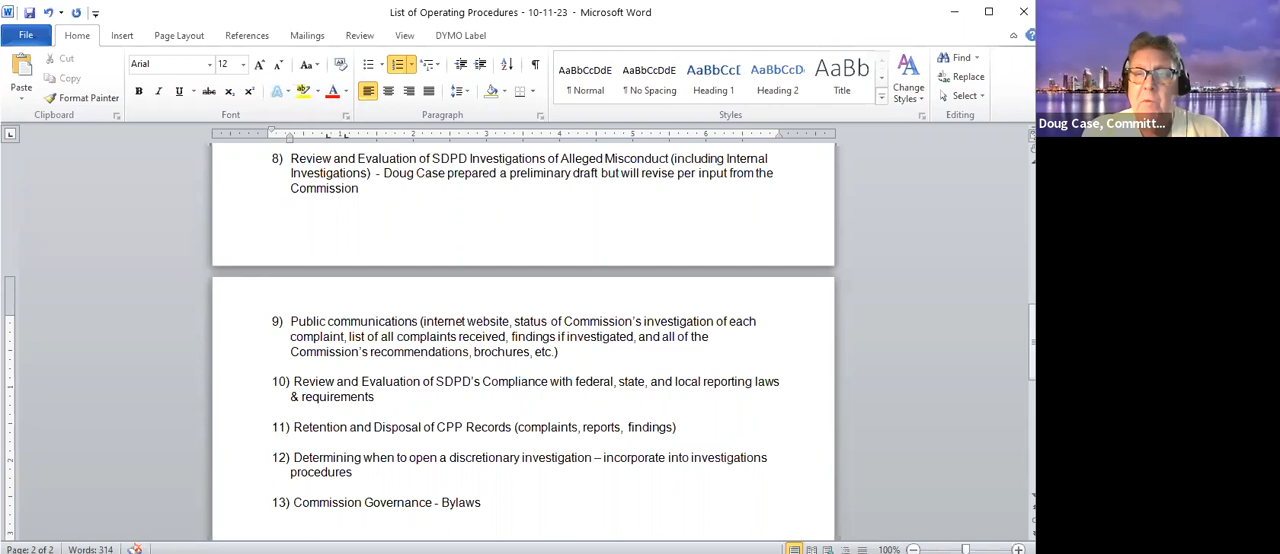 List of Operating Procedures - 10-11-23 - Microsoft Word
File Home Insert Page Layout References Mailings Review View DYMO Label
Cut
Copy
Format Painter
Paste
Clipboard
Arial 12
Font
Paragraph
AaBbCcDdE AaBbCcDdE AaBbC AaBbCcD AaBb
¶ Normal ¶ No Spacing Heading 1 Heading 2 Title
Change
Styles
Styles
Find
Replace
Select
Editing
Doug Case, Committ...
8) Review and Evaluation of SDPD Investigations of Alleged Misconduct (including Internal
Investigations) - Doug Case prepared a preliminary draft but will revise per input from the
Commission
9) Public communications (internet website, status of Commission's investigation of each
complaint, list of all complaints received, findings if investigated, and all of the
Commission's recommendations, brochures, etc.)
10) Review and Evaluation of SDPD's Compliance with federal, state, and local reporting laws
& requirements
11) Retention and Disposal of CPP Records (complaints, reports, findings)
12) Determining when to open a discretionary investigation – incorporate into investigations
procedures
13) Commission Governance - Bylaws
Page: 2 of 2 Words: 314 100%